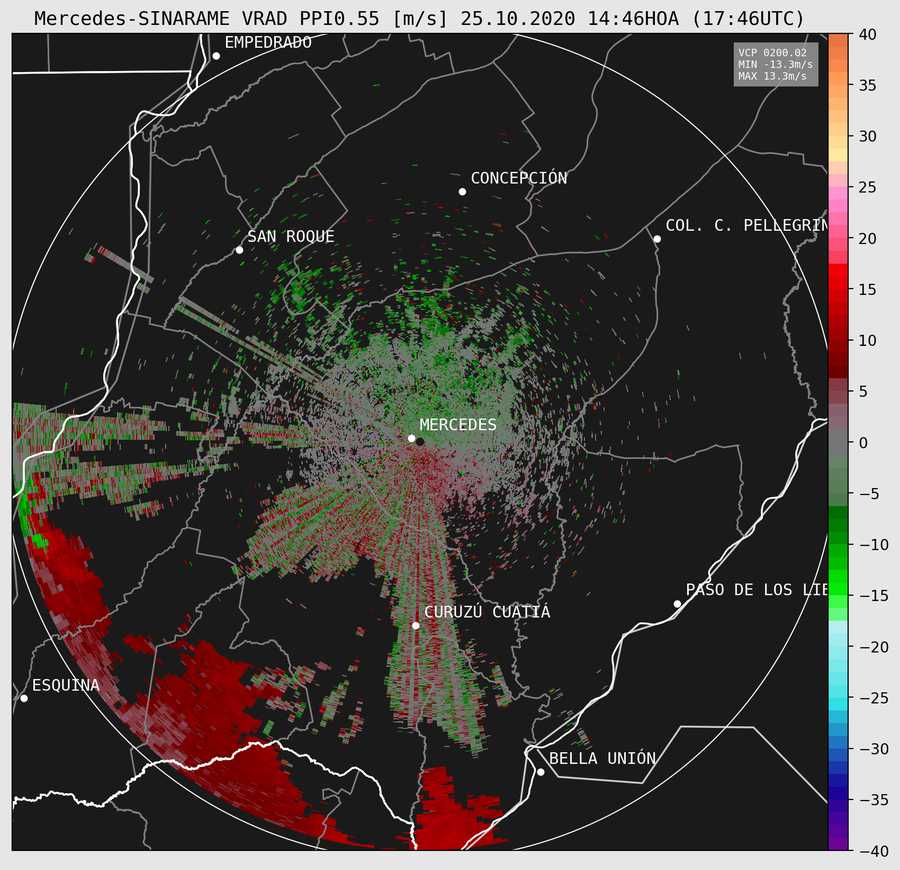 Mercedes-SINARAME VRAD PPI0.55 [m/s] 25.10.2020 14:46HOA (17:46UTC)
EMPEDRADO
VCP 0200.02
MIN -13.3m/s
MAX 13.3m/s
CONCEPCIÓN
COL. C. PELLEGRIN
SAN ROQUE
MERCEDES
PASO DE LOS LIE
CURUZÚ CUATIÁ
ESQUINA
BELLA UNIÓN
40
35
30
25
20
15
10
5
0
−5
−10
−15
−20
−25
−30
−35
−40